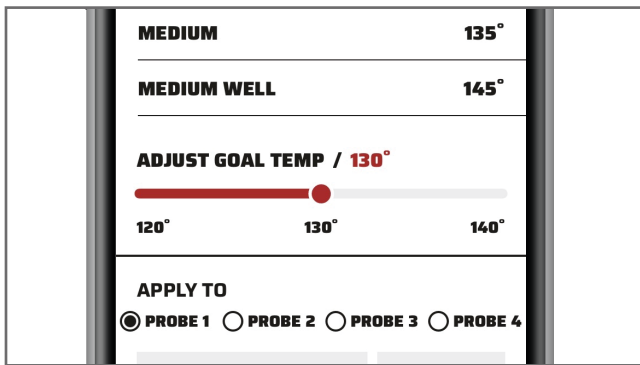 MEDIUM 135°
MEDIUM WELL 145°
ADJUST GOAL TEMP / 130°
120° 130° 140°
APPLY TO
PROBE 1 PROBE 2 PROBE 3 PROBE 4